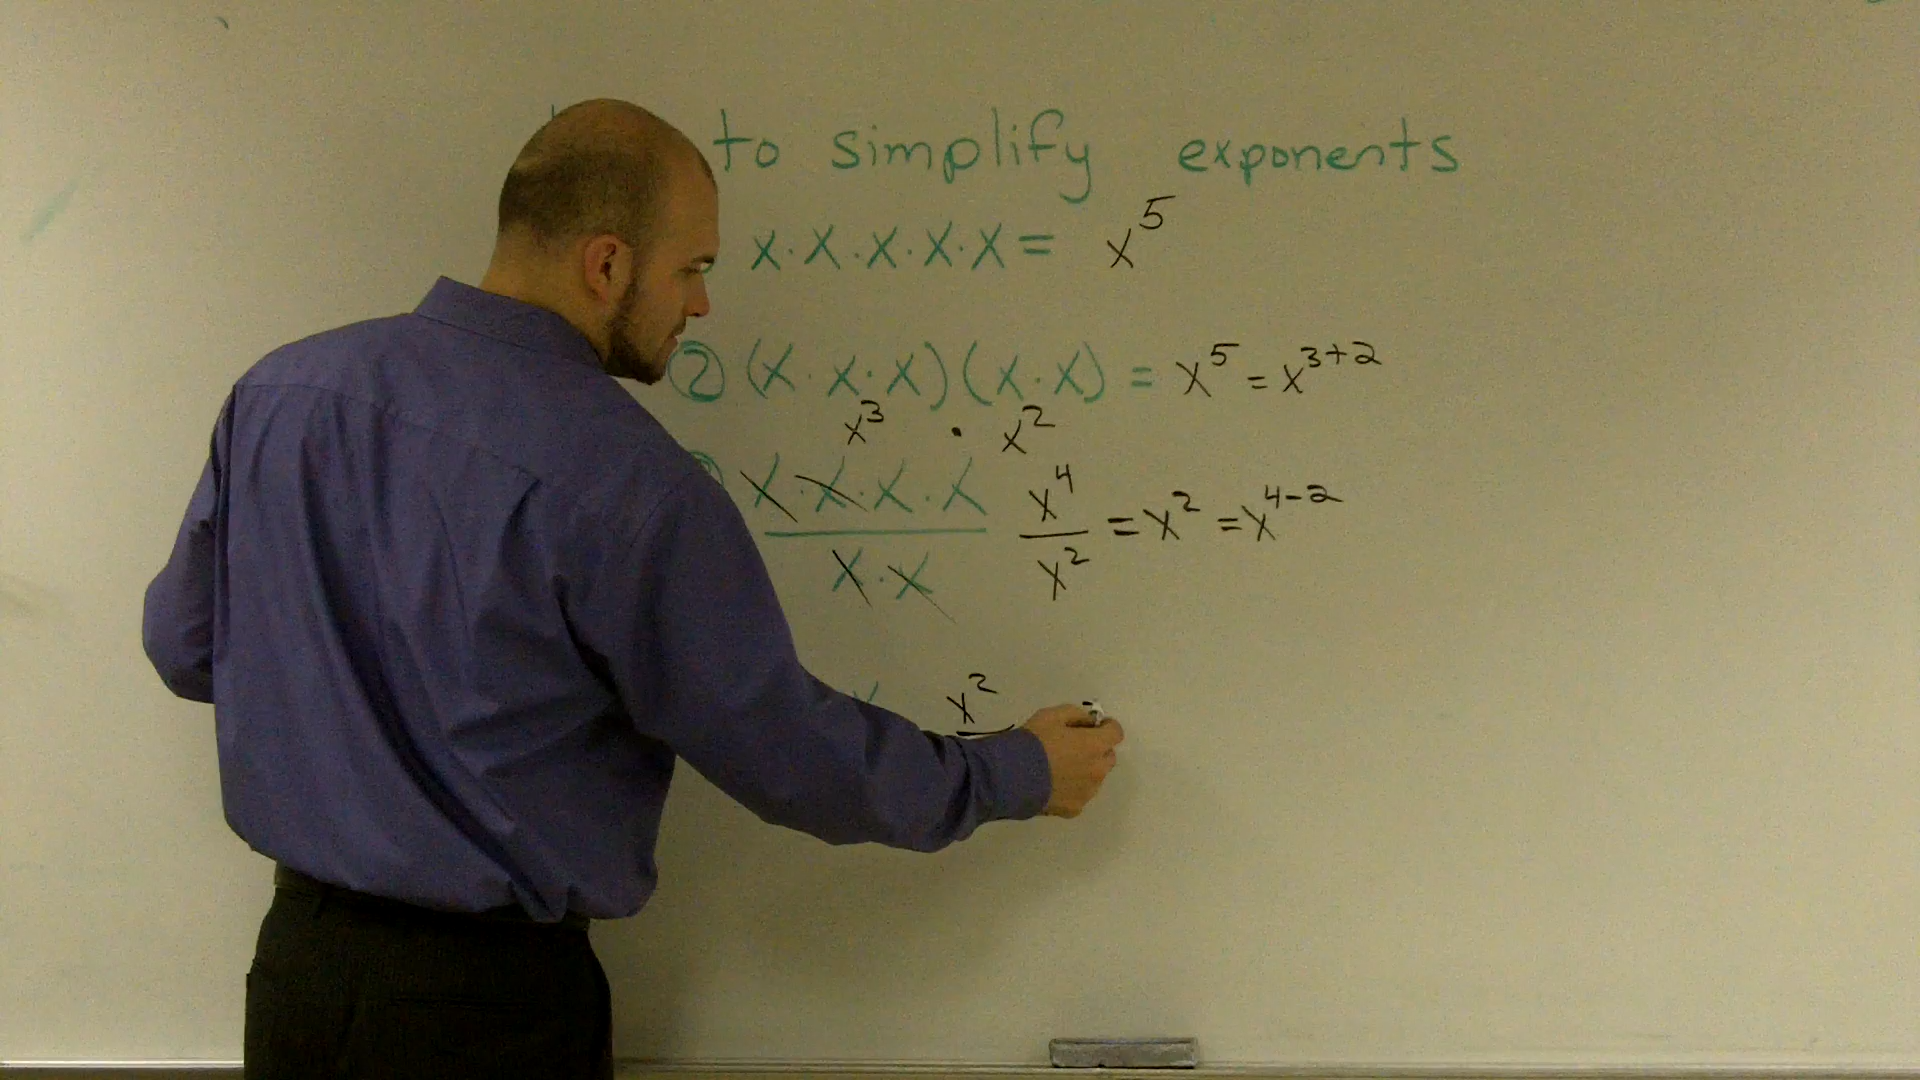 to simplify exponents
x·x·x·x·x= x⁵
② (x·x·x)(x·x) = x⁵ = x³⁺²
x³ · x²
x·x·x·x / x·x x⁴ / x² = x² = x⁴⁻²
x²